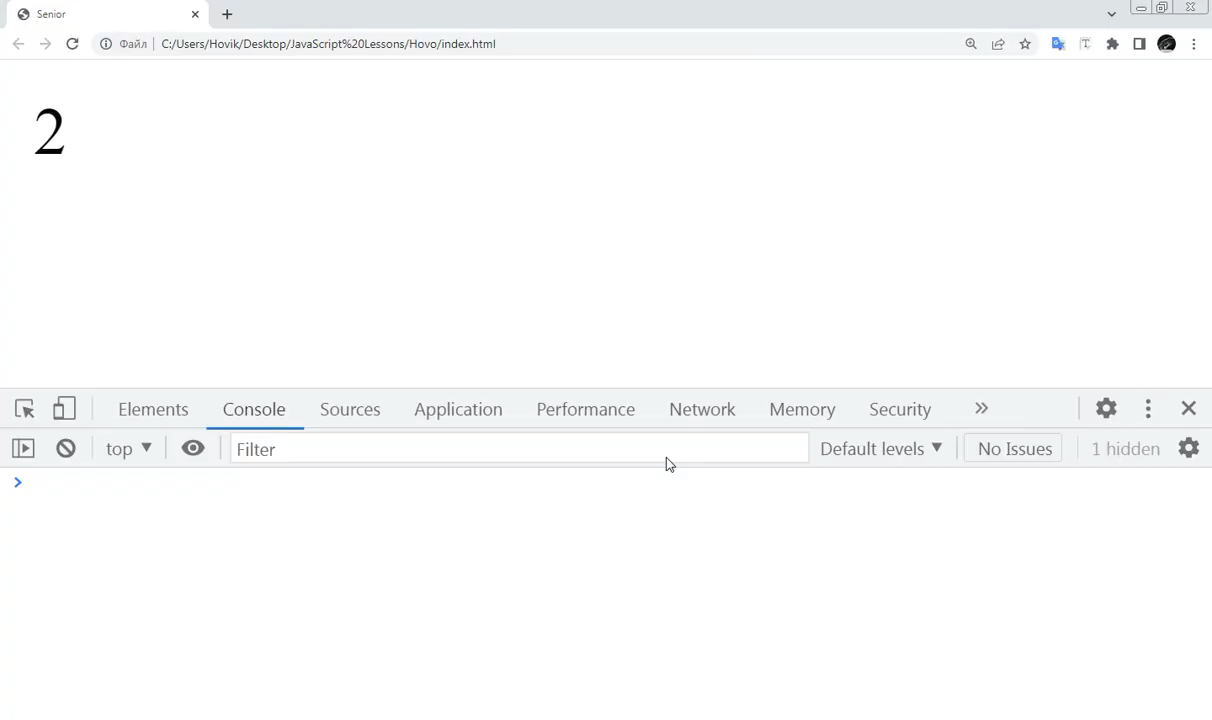 Senior
Файл C:/Users/Hovik/Desktop/JavaScript%20Lessons/Hovo/index.html
2
Elements Console Sources Application Performance Network Memory Security
top Filter Default levels No Issues 1 hidden